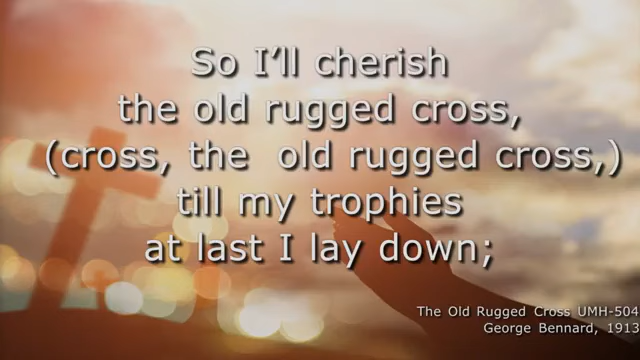 So I’ll cherish
the old rugged cross,
(cross, the old rugged cross,)
till my trophies
at last I lay down;
The Old Rugged Cross UMH-504
George Bennard, 1913